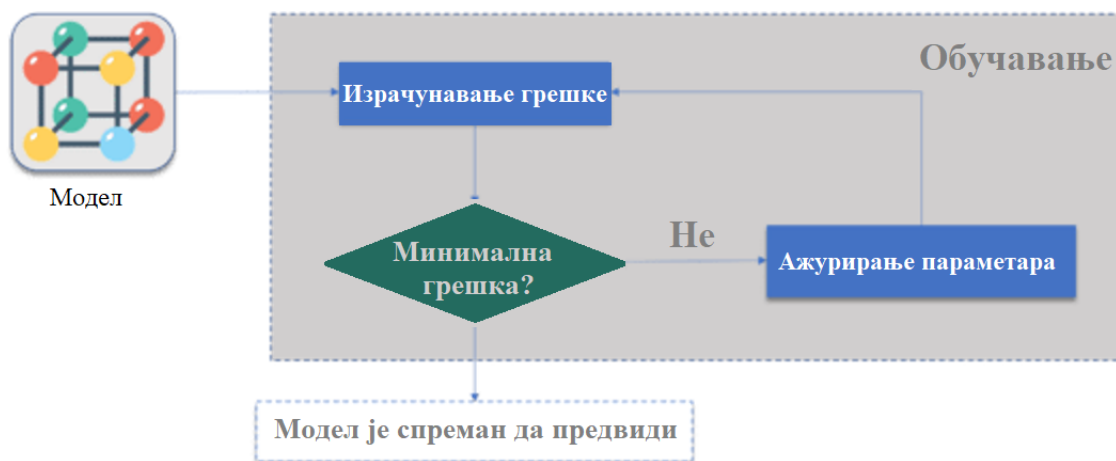 Обучавање
Израчунавање грешке
Модел
Минимална
грешка?
Не
Ажурирање параметара
Модел је спреман да предвиди